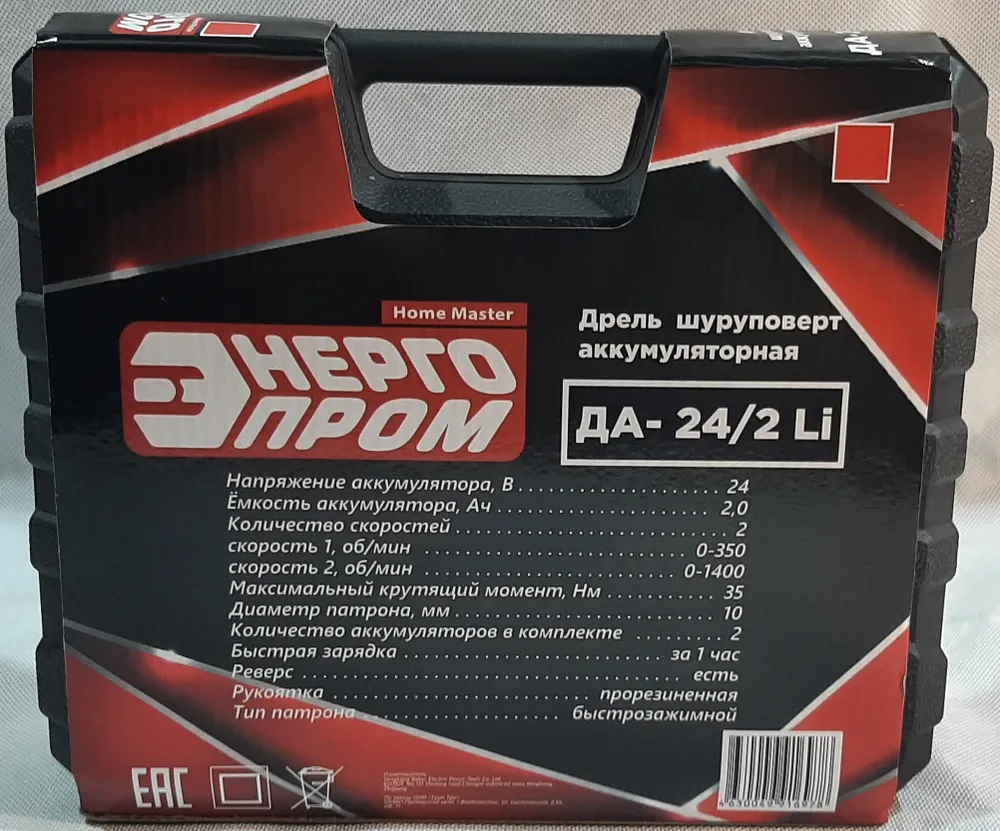 ДА-
Home Master
ЭНЕРГО
ПРОМ
Дрель шуруповерт
аккумуляторная
ДА- 24/2 Li
Напряжение аккумулятора, В 24
Ёмкость аккумулятора, Ач 2,0
Количество скоростей 2
скорость 1, об/мин 0-350
скорость 2, об/мин 0-1400
Максимальный крутящий момент, Нм 35
Диаметр патрона, мм 10
Количество аккумуляторов в комплекте 2
Быстрая зарядка за 1 час
Реверс есть
Рукоятка прорезиненная
Тип патрона быстрозажимной
EAC
4630049916978